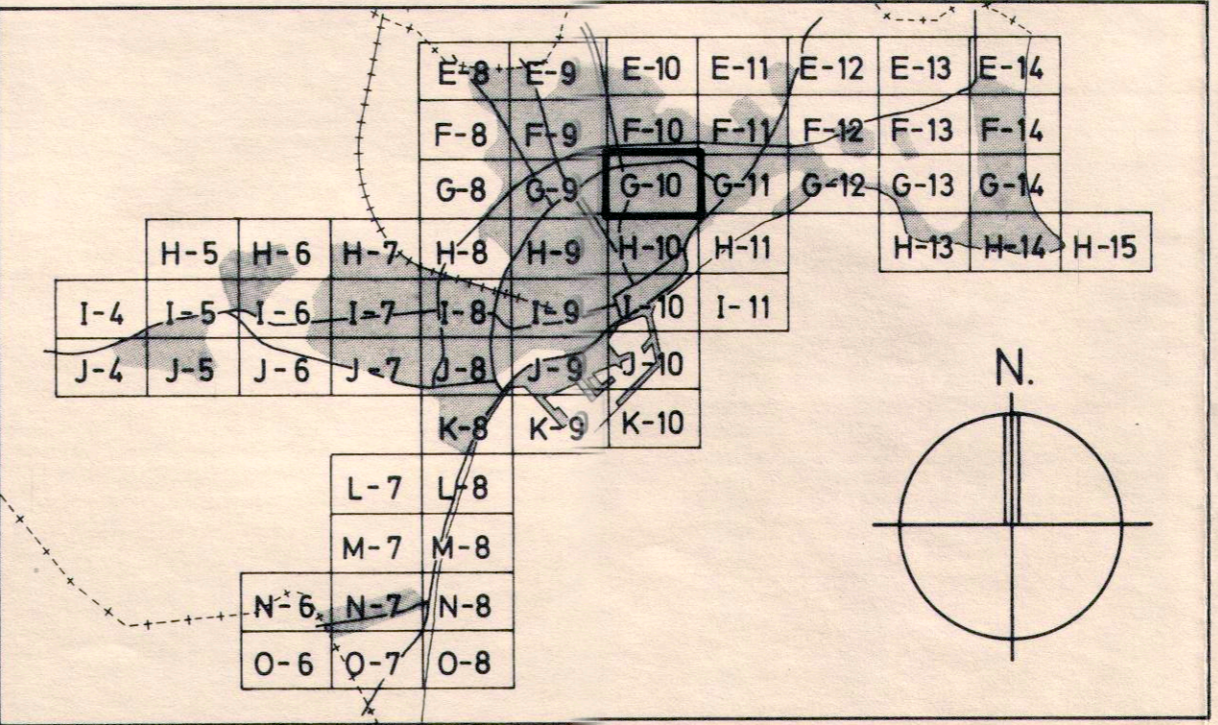 E-8 E-9 E-10 E-11 E-12 E-13 E-14
F-8 F-9 F-10 F-11 F-12 F-13 F-14
G-8 G-9 G-10 G-11 G-12 G-13 G-14
H-5 H-6 H-7 H-8 H-9 H-10 H-11 H-13 H-14 H-15
I-4 I-5 I-6 I-7 I-8 I-9 I-10 I-11
J-4 J-5 J-6 J-7 J-8 J-9 J-10
N.
K-8 K-9 K-10
L-7 L-8
M-7 M-8
N-6 N-7 N-8
O-6 O-7 O-8